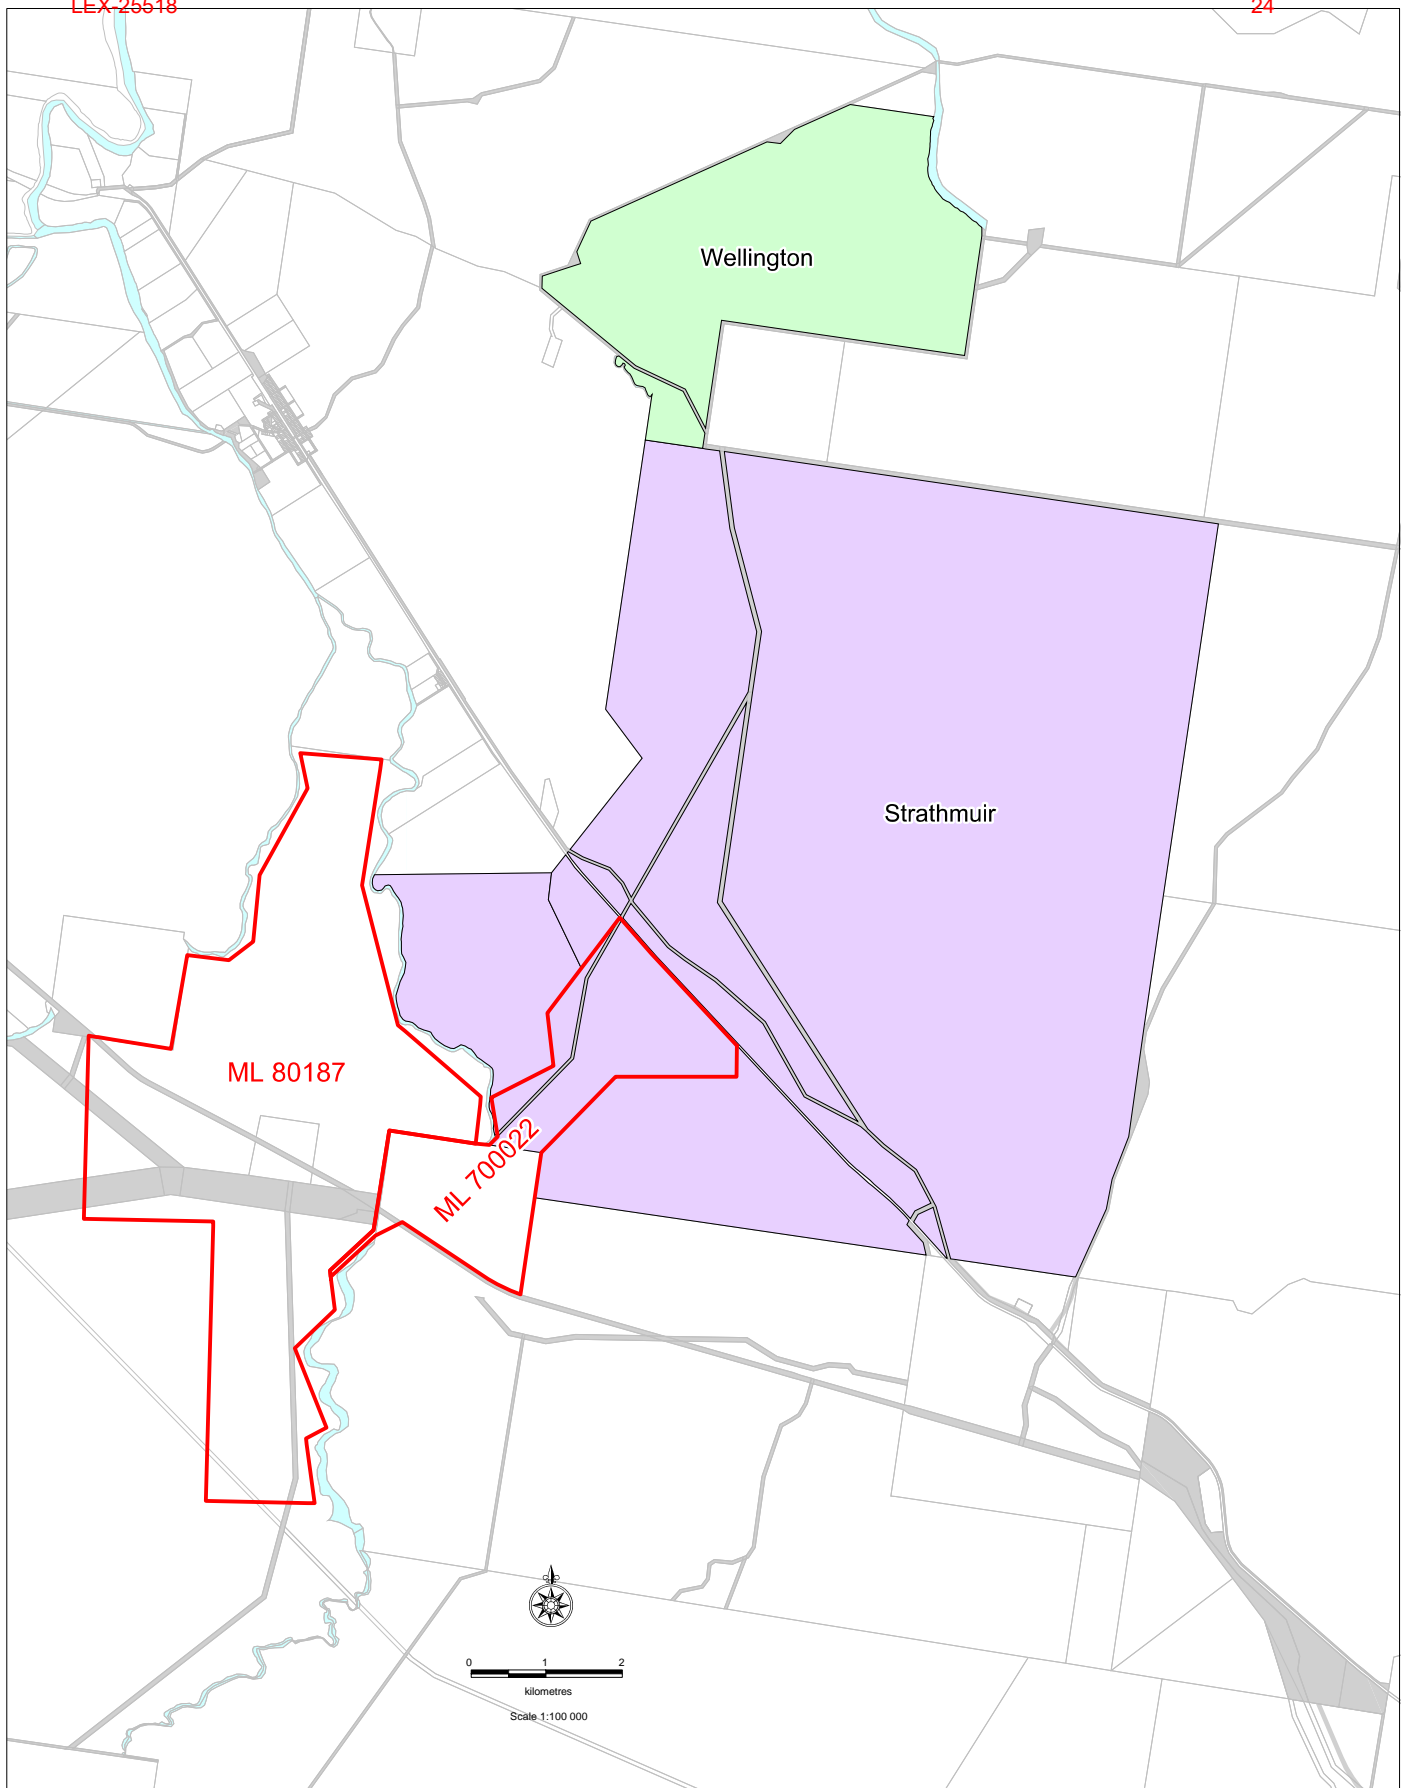 LEX-25518
24
Wellington
Strathmuir
ML 80187
ML 700022
0 1 2
kilometres
Scale 1:100 000